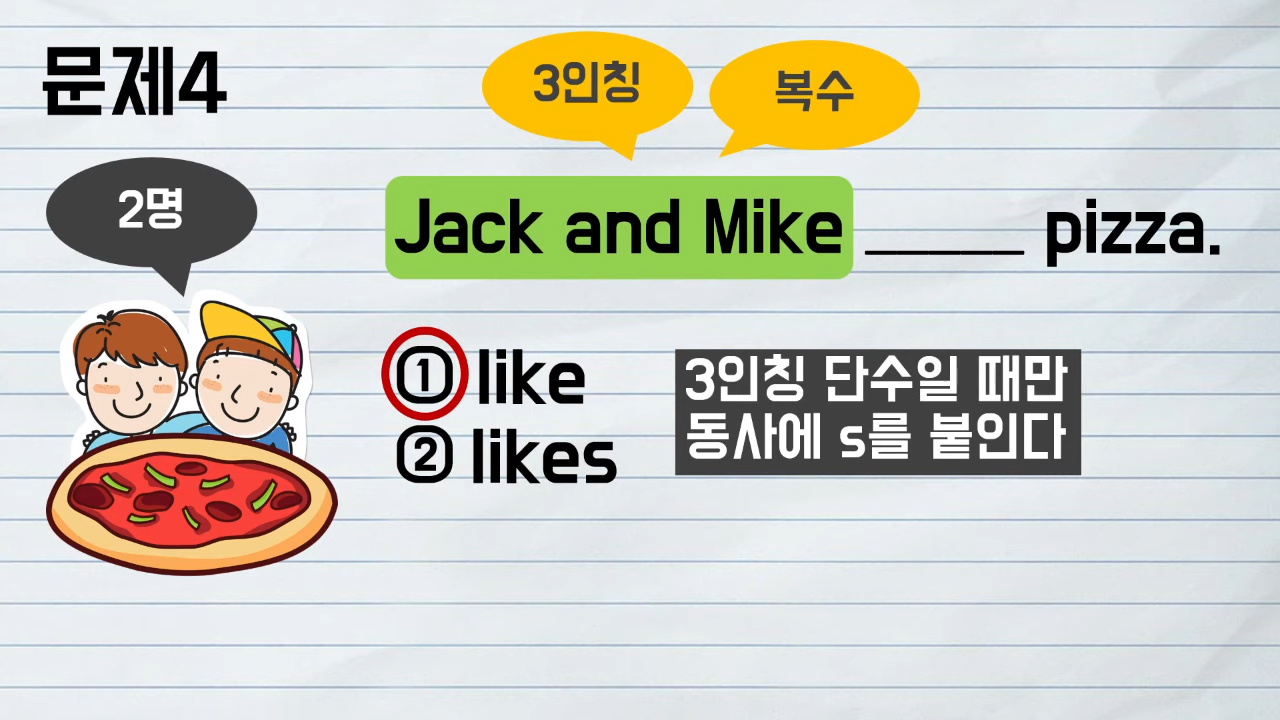 문제4
3인칭
복수
2명
Jack and Mike _____ pizza.
① like
② likes
3인칭 단수일 때만
동사에 s를 붙인다